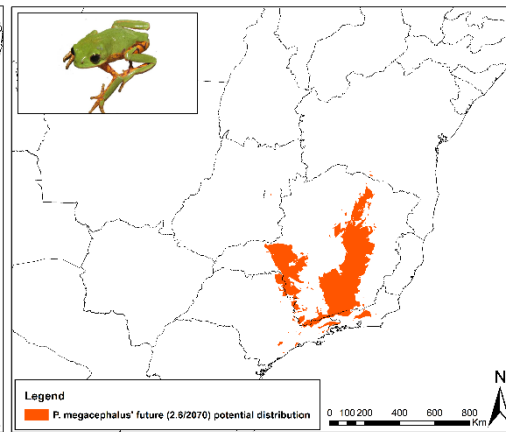 Legend
P. megacephalus' future (2.6/2070) potential distribution
N
0 100 200 400 600 800
Km